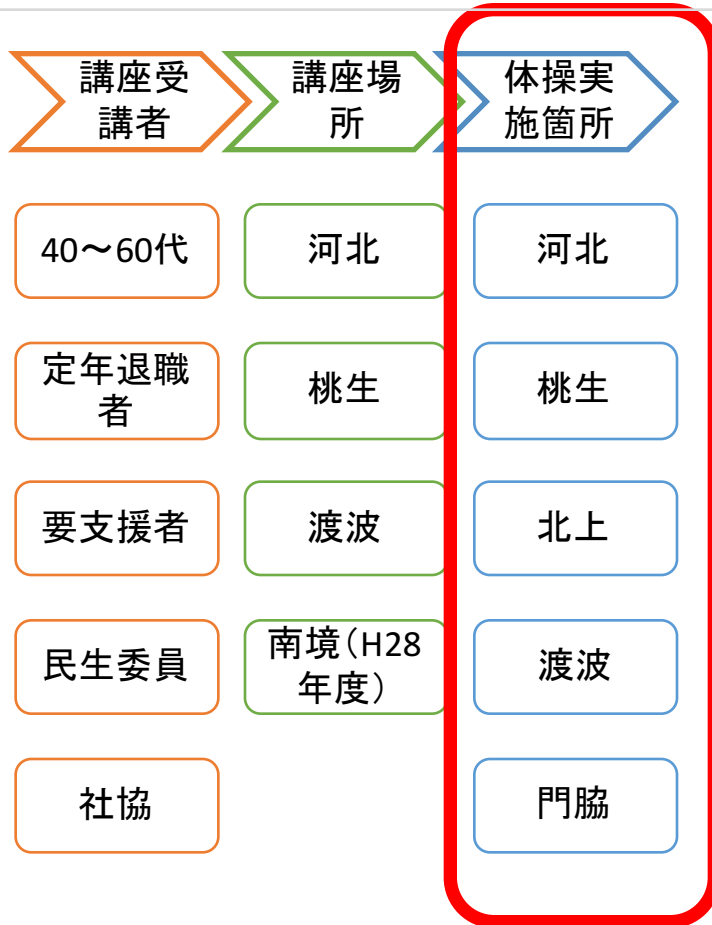 講座受
講者
講座場
所
体操実
施箇所
40～60代
河北
河北
定年退職
者
桃生
桃生
要支援者
渡波
北上
民生委員
南境（H28
年度）
渡波
社協
門脇